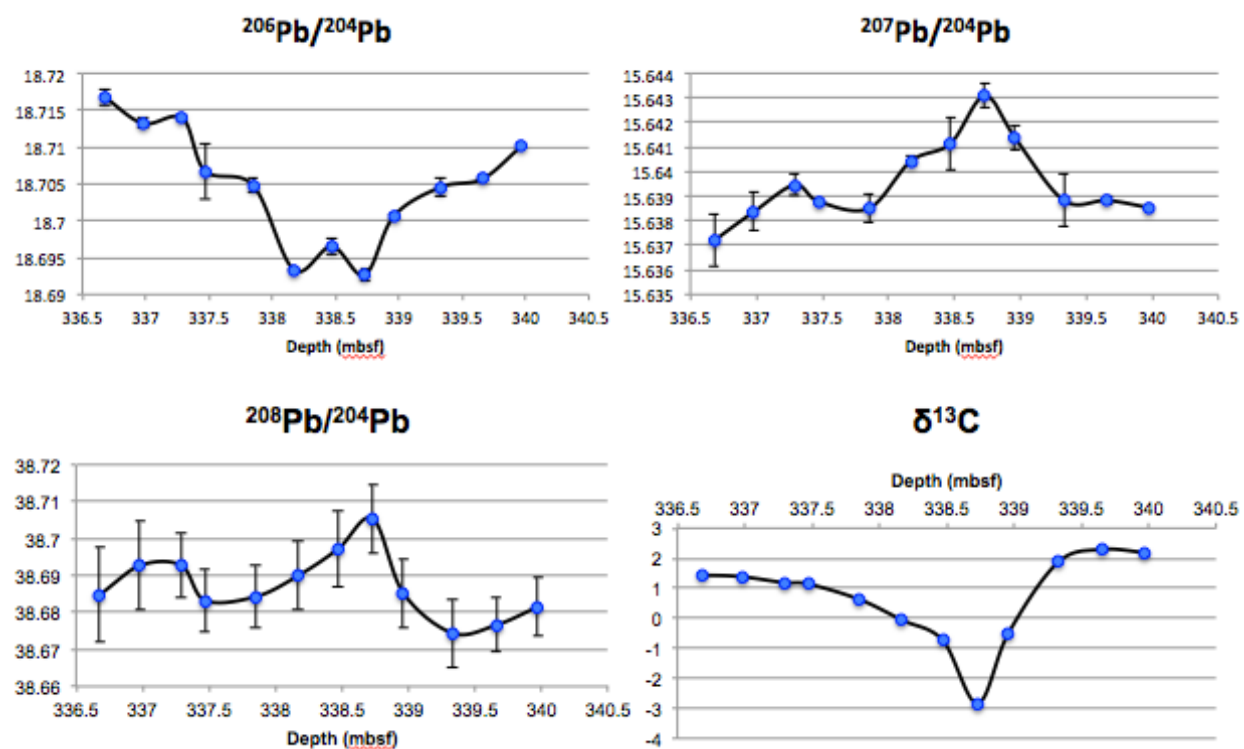 ²⁰⁶Pb/²⁰⁴Pb
18.72
18.715
18.71
18.705
18.7
18.695
18.69
336.5 337 337.5 338 338.5 339 339.5 340 340.5
Depth (mbsf)
²⁰⁷Pb/²⁰⁴Pb
15.644
15.643
15.642
15.641
15.64
15.639
15.638
15.637
15.636
15.635
336.5 337 337.5 338 338.5 339 339.5 340 340.5
Depth (mbsf)
²⁰⁸Pb/²⁰⁴Pb
38.72
38.71
38.7
38.69
38.68
38.67
38.66
336.5 337 337.5 338 338.5 339 339.5 340 340.5
Depth (mbsf)
δ¹³C
Depth (mbsf)
336.5 337 337.5 338 338.5 339 339.5 340 340.5
3
2
1
0
-1
-2
-3
-4